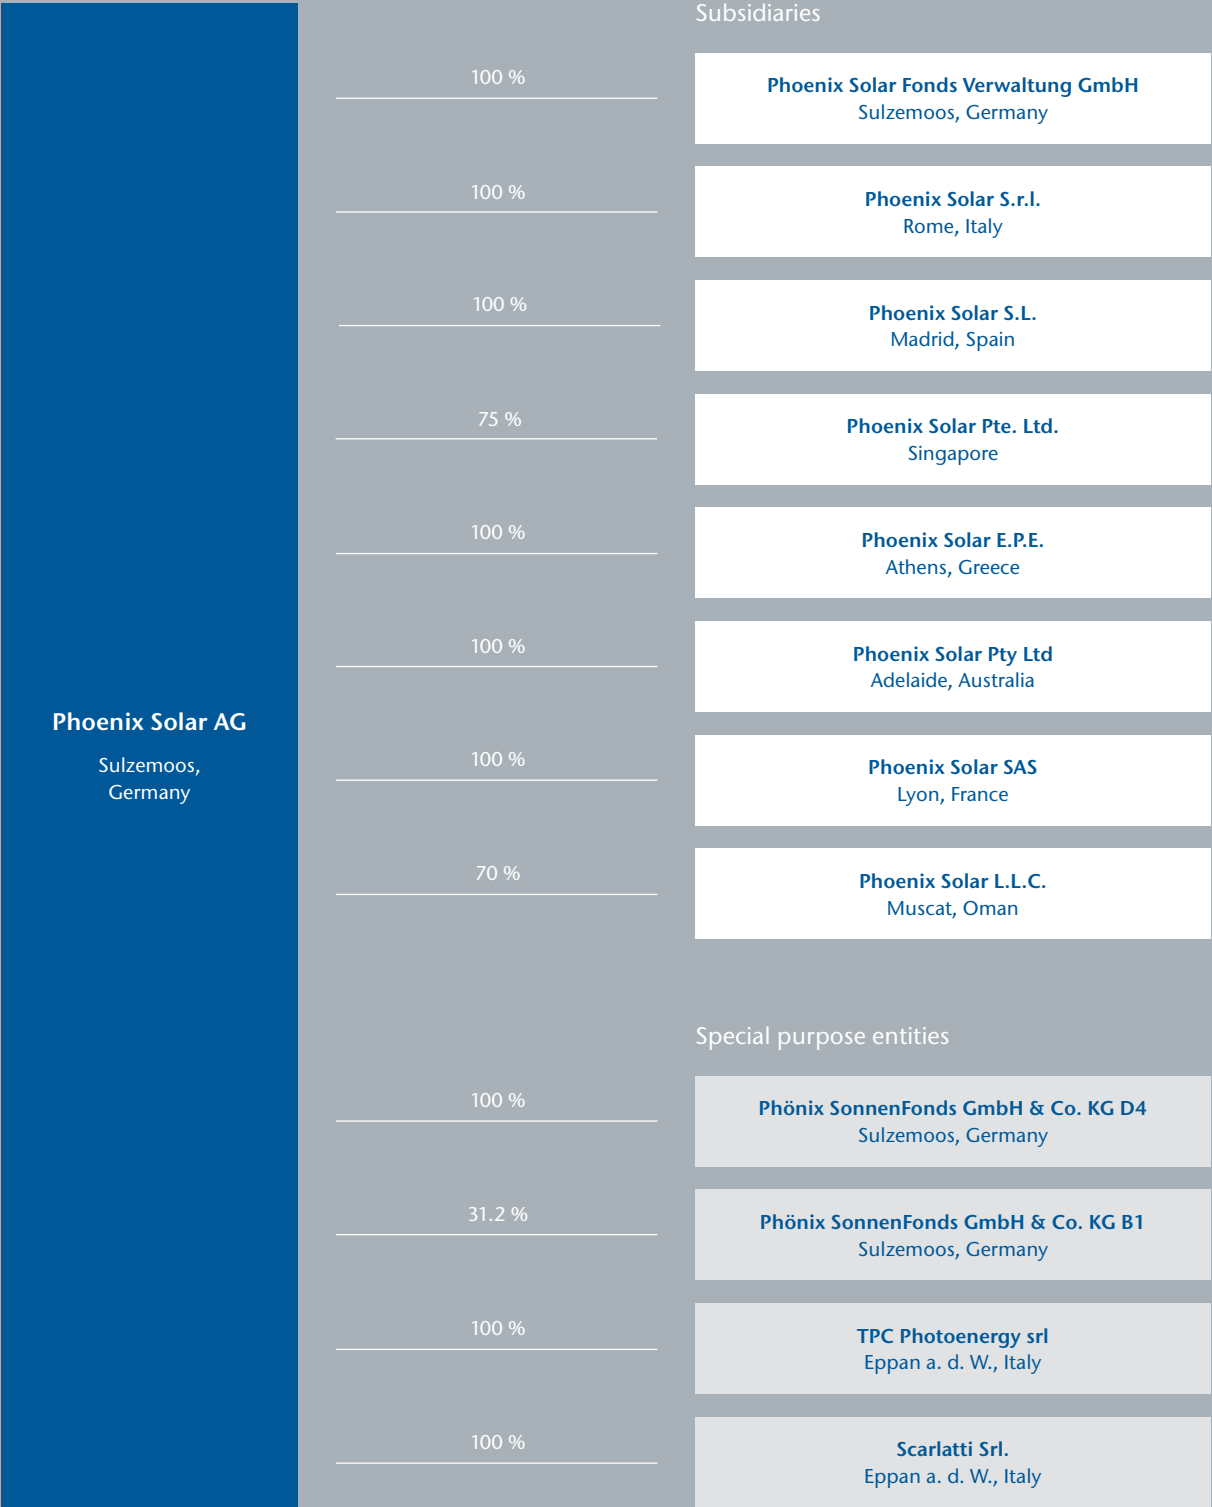 Subsidiaries
100 %
Phoenix Solar Fonds Verwaltung GmbH
Sulzemoos, Germany
100 %
Phoenix Solar S.r.l.
Rome, Italy
100 %
Phoenix Solar S.L.
Madrid, Spain
75 %
Phoenix Solar Pte. Ltd.
Singapore
100 %
Phoenix Solar E.P.E.
Athens, Greece
100 %
Phoenix Solar Pty Ltd
Adelaide, Australia
Phoenix Solar AG
Sulzemoos,
Germany
100 %
Phoenix Solar SAS
Lyon, France
70 %
Phoenix Solar L.L.C.
Muscat, Oman
Special purpose entities
100 %
Phönix SonnenFonds GmbH & Co. KG D4
Sulzemoos, Germany
31.2 %
Phönix SonnenFonds GmbH & Co. KG B1
Sulzemoos, Germany
100 %
TPC Photoenergy srl
Eppan a. d. W., Italy
100 %
Scarlatti Srl.
Eppan a. d. W., Italy